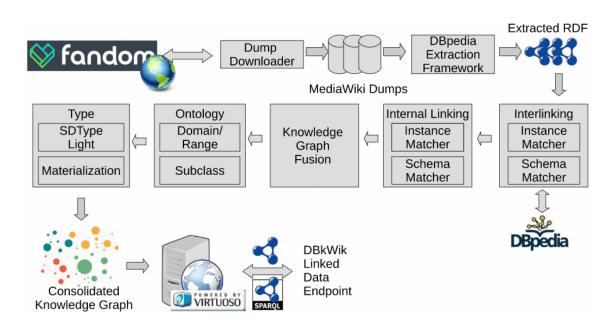 fandom
Dump
Downloader
MediaWiki Dumps
DBpedia
Extraction
Framework
Extracted RDF
Type
SDType
Light
Materialization
Ontology
Domain/
Range
Subclass
Knowledge
Graph
Fusion
Internal Linking
Instance
Matcher
Schema
Matcher
Interlinking
Instance
Matcher
Schema
Matcher
DBpedia
Consolidated
Knowledge Graph
POWERED BY
VIRTUOSO
SPARQL
DBkWik
Linked
Data
Endpoint